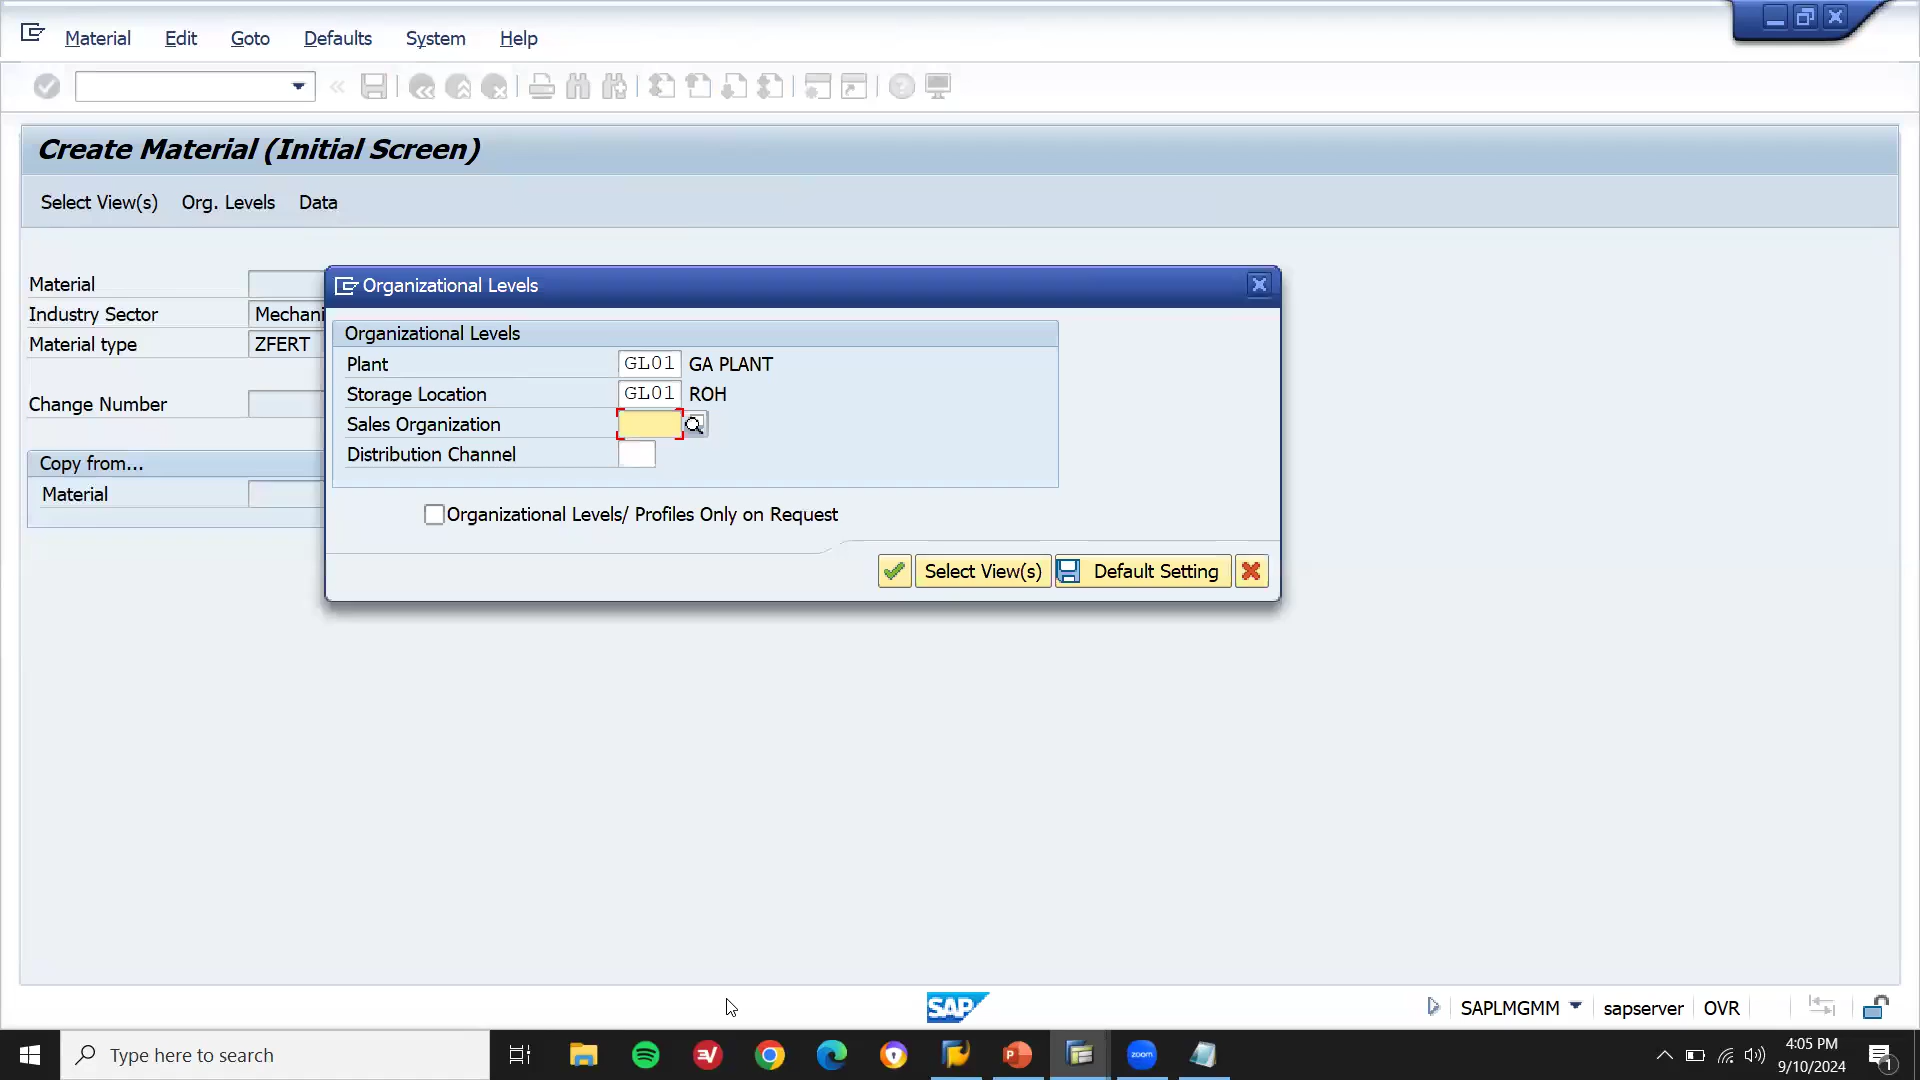 Material Edit Goto Defaults System Help
Create Material (Initial Screen)
Select View(s) Org. Levels Data
Material
Industry Sector Mechani
Material type ZFERT
Change Number
Copy from...
Material
Organizational Levels
Organizational Levels
Plant GL01 GA PLANT
Storage Location GL01 ROH
Sales Organization
Distribution Channel
Organizational Levels/ Profiles Only on Request
Select View(s) Default Setting
SAP SAPLMGMM sapserver OVR
Type here to search
zoom
4:05 PM
9/10/2024
1